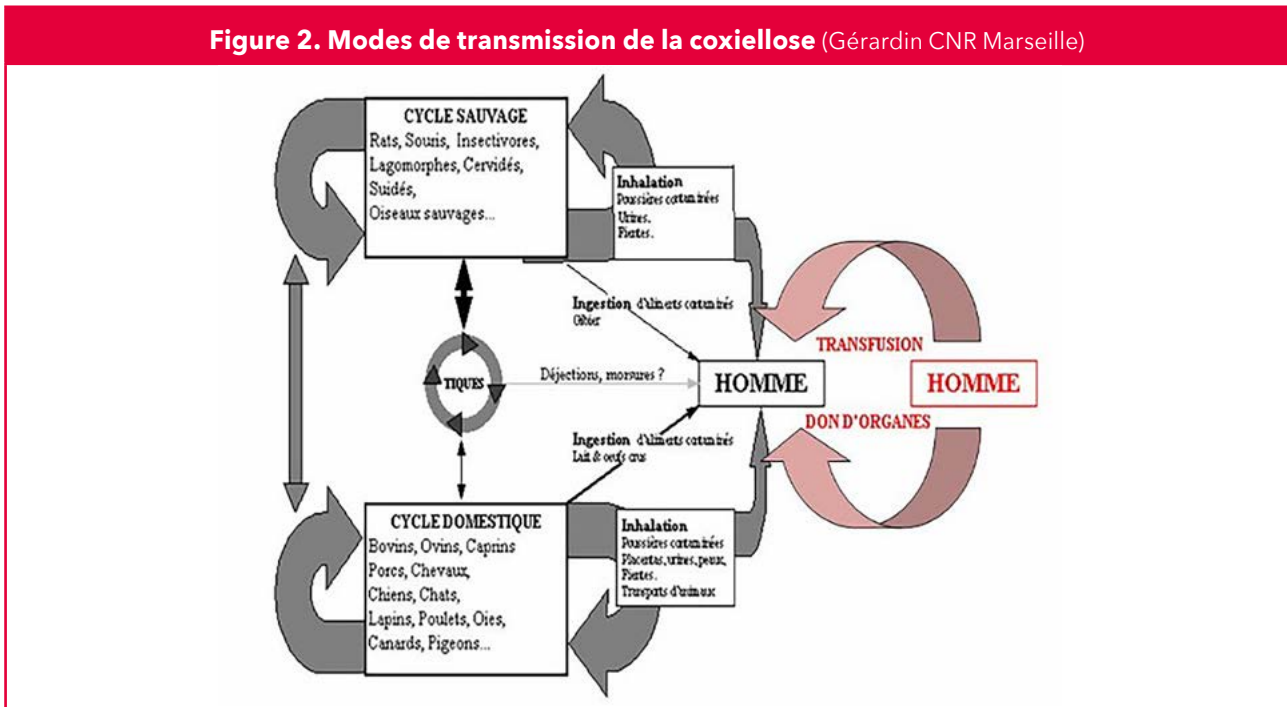 Figure 2. Modes de transmission de la coxiellose (Gérardin CNR Marseille)
CYCLE SAUVAGE
Rats, Souris, Insectivores,
Lagomorphes, Cervidés,
Suidés,
Oiseaux sauvages...
Inhalation
Poussières contaminées
Urines,
Fientes.
Ingestion d'aliments contaminés
Gibier
TIQUES
Déjections, morsures ?
HOMME
TRANSFUSION
HOMME
DON D'ORGANES
Ingestion d'aliments contaminés
Lait & oeufs crus
CYCLE DOMESTIQUE
Bovins, Ovins, Caprins
Porcs, Chevaux,
Chiens, Chats,
Lapins, Poulets, Oies,
Canards, Pigeons...
Inhalation
Poussières contaminées
Placentas, urines, peaux,
Fientes.
Transports d'animaux